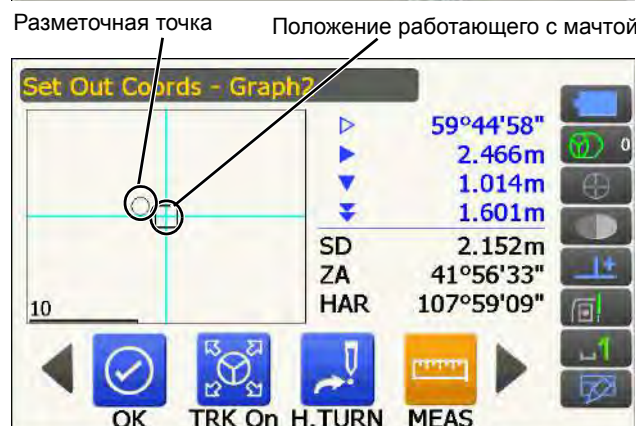 Разметочная точка
Положение работающего с мачтой
Set Out Coords - Graph2
59°44'58"
2.466m
1.014m
1.601m
SD 2.152m
ZA 41°56'33"
HAR 107°59'09"
10
0
OK TRK On H.TURN MEAS